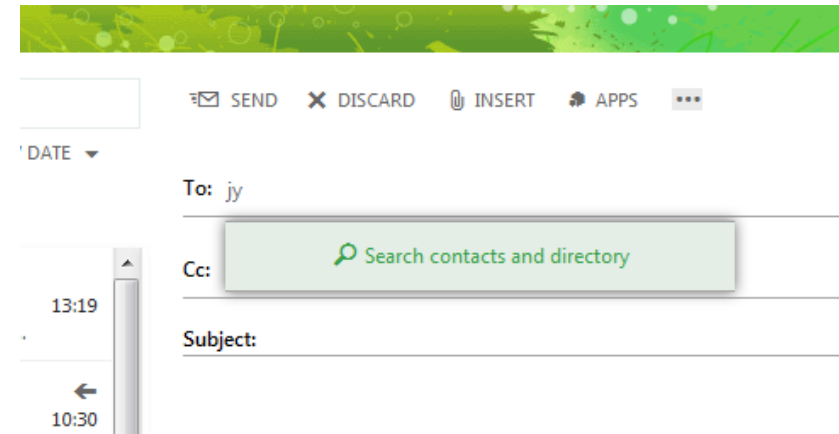 SEND DISCARD INSERT APPS •••
DATE
To: jy
Search contacts and directory
Cc:
13:19
Subject:
10:30